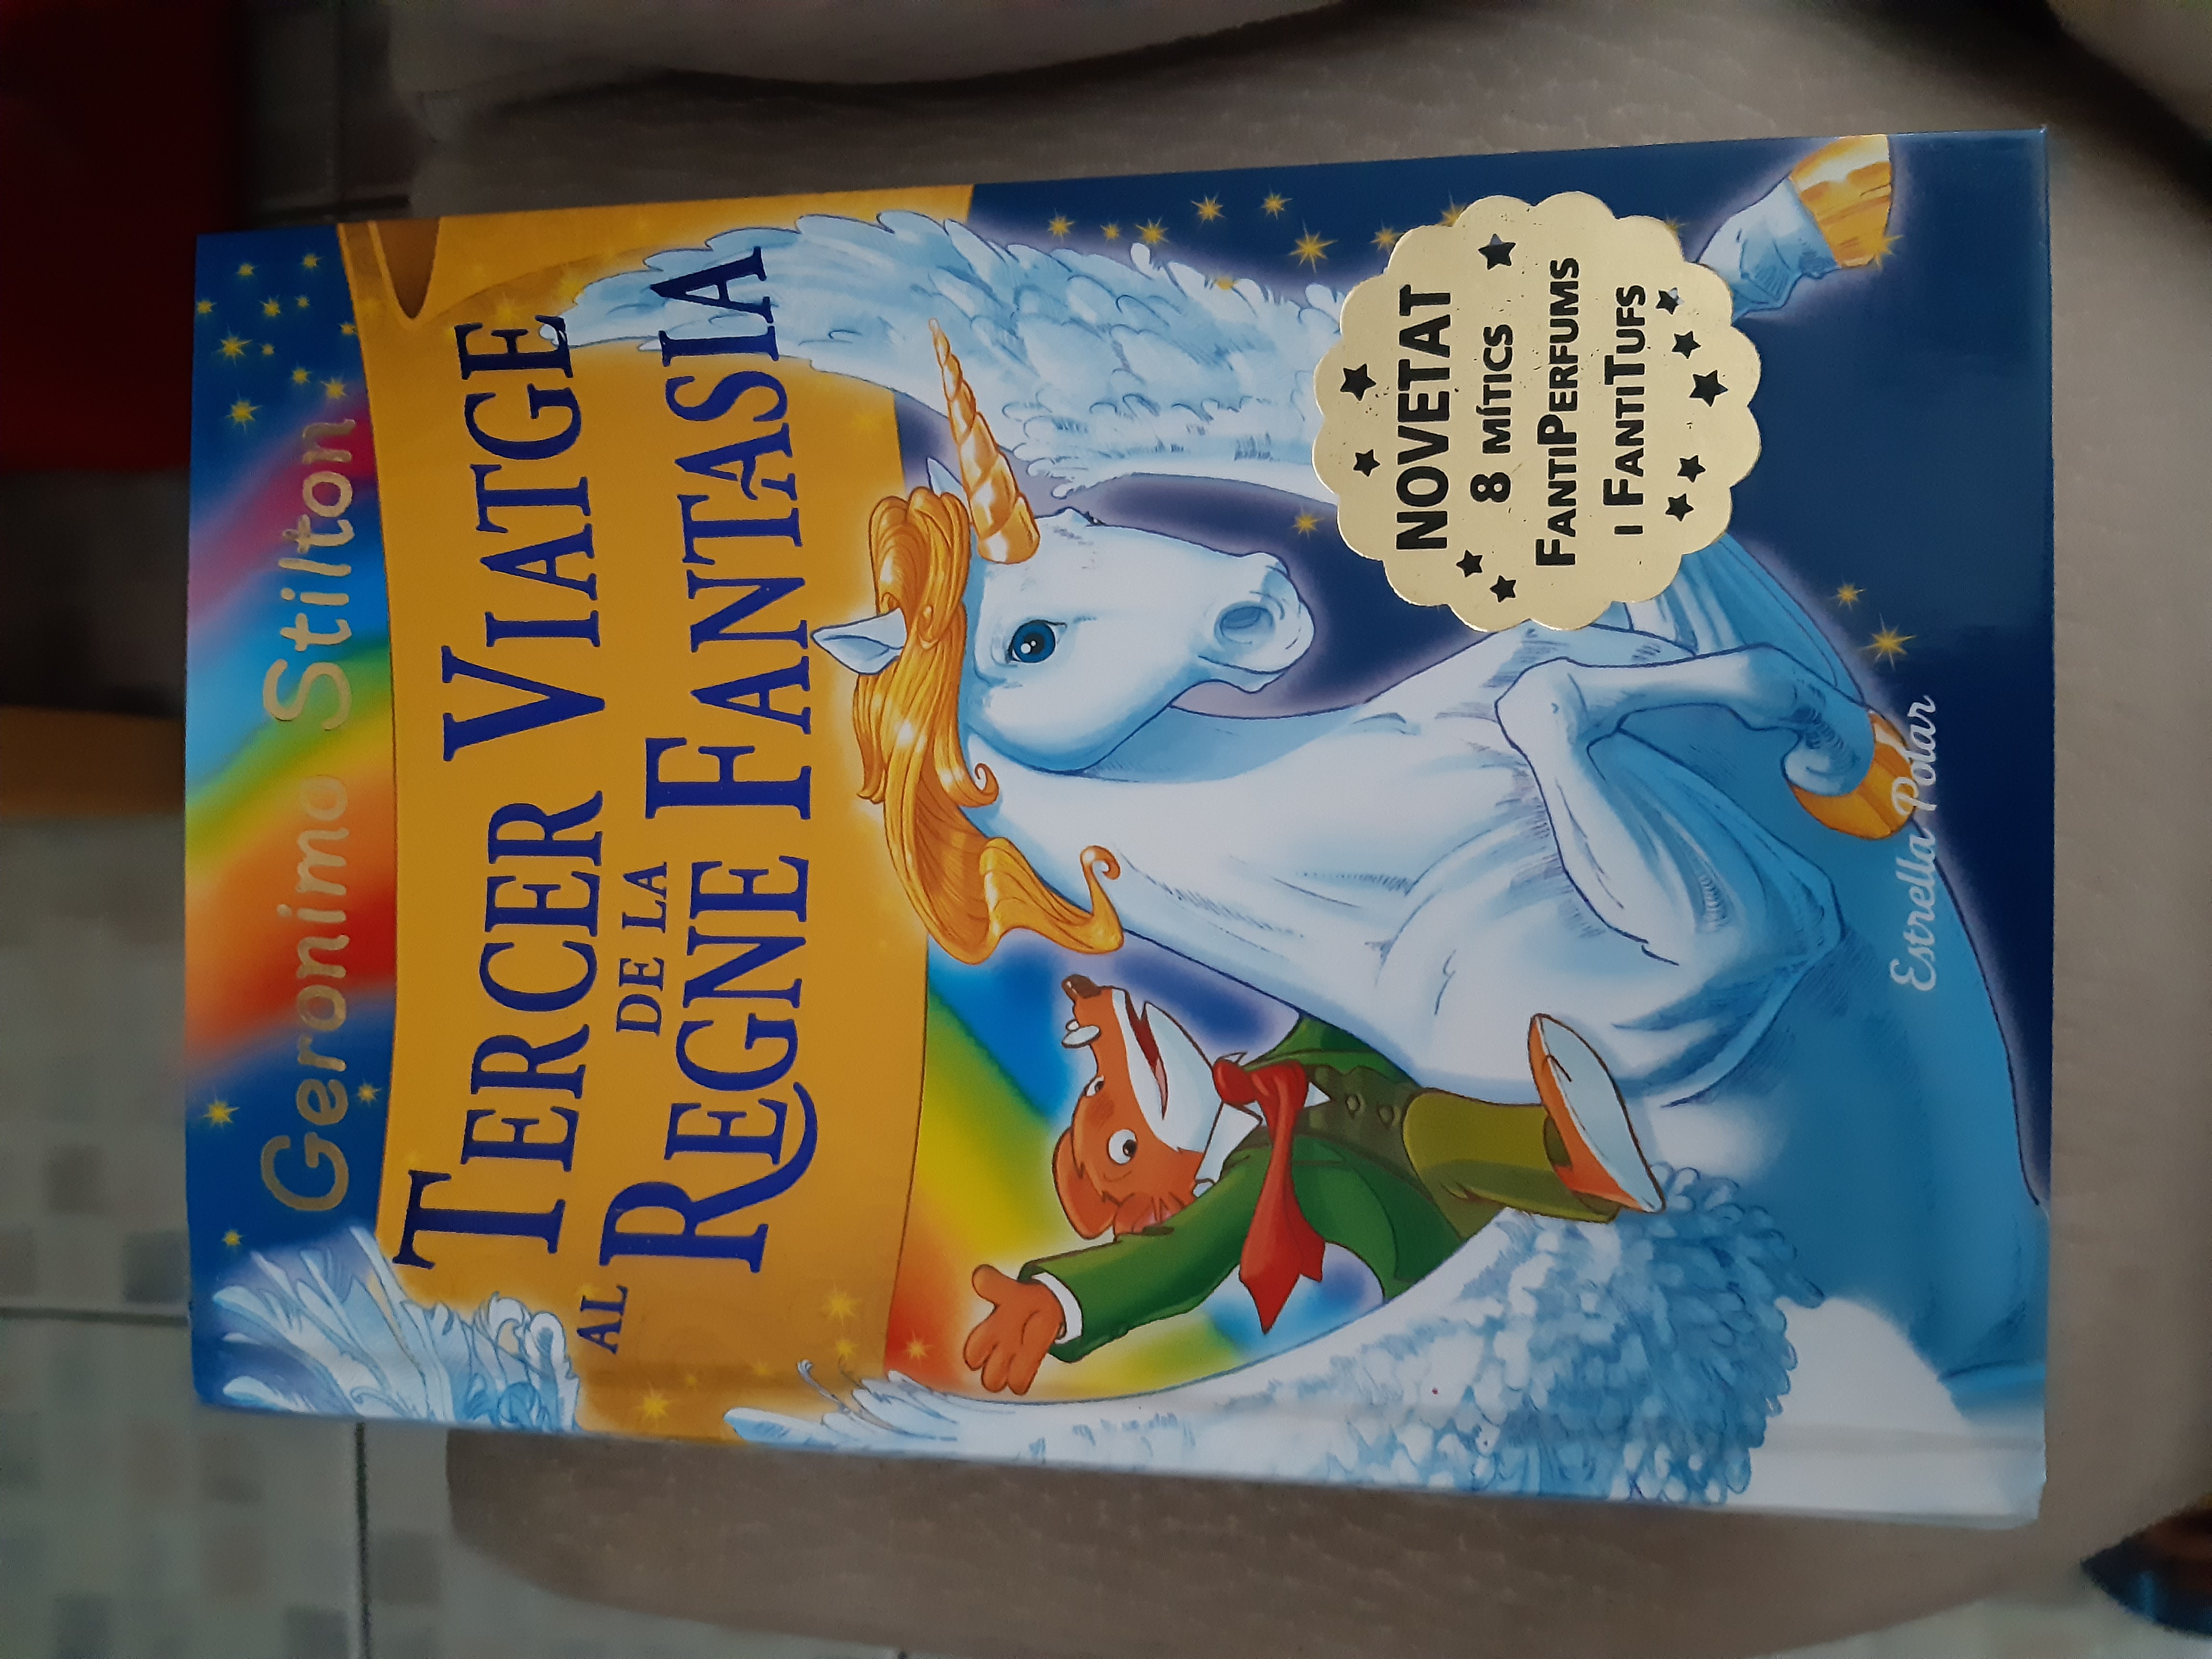 Geronimo Stilton
TERCER VIATGE
AL REGNE DE LA FANTASIA
NOVETAT
8 MÍTICS
FANTIPERFUMS
I FANTITUFS
Estrella Polar